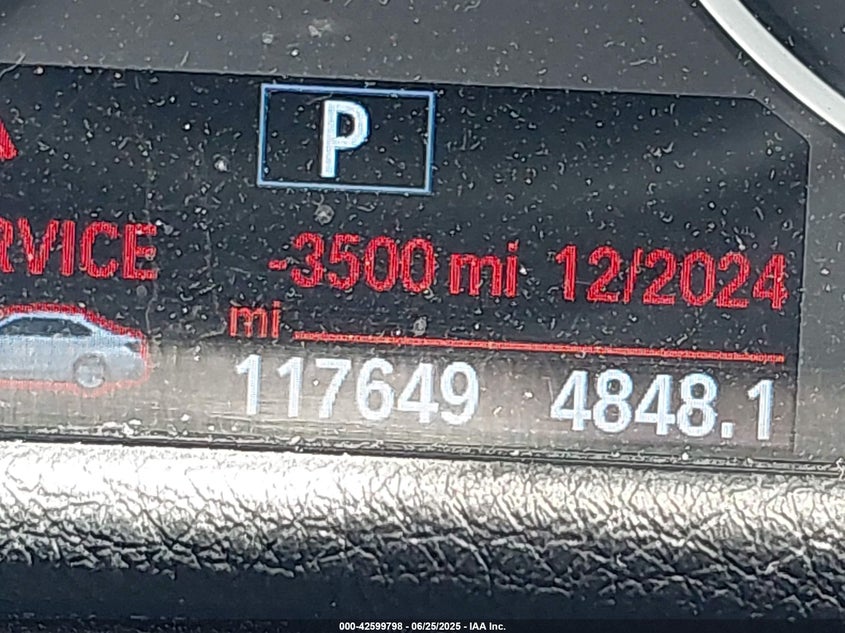 P
RVICE -3500 mi 12/2024
mi
117649 4848.1
000-42599798 - 06/25/2025 - IAA Inc.